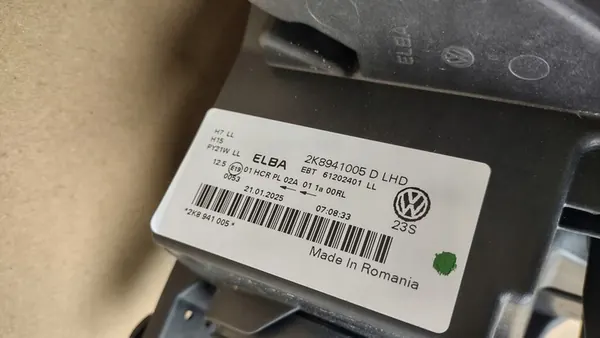 ELBA
H7 LL
H15
PY21W LL
ELBA
2K8941005 D LHD
EBT 61202401 LL
12.5 E19 01 HCR PL 02A 01 1a 00RL
0053
21.01.2025 07:08:33
*2K8 941 005*
23S
Made in Romania